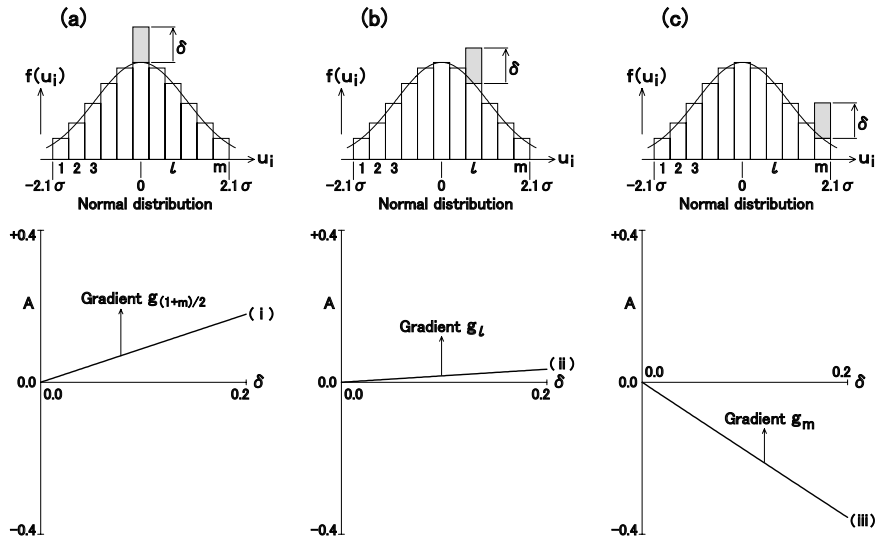 (a)
f(uᵢ)
δ
1 2 3 ℓ m
uᵢ
−2.1σ 0 2.1σ
Normal distribution
+0.4
A
Gradient g(1+m)/2
(i)
0.0
0.0 0.2 δ
−0.4
(b)
f(uᵢ)
δ
1 2 3 ℓ m
uᵢ
−2.1σ 0 2.1σ
Normal distribution
+0.4
A
Gradient gℓ
(ii)
0.0
0.0 0.2 δ
−0.4
(c)
f(uᵢ)
δ
1 2 3 ℓ m
uᵢ
−2.1σ 0 2.1σ
Normal distribution
+0.4
A
0.0 0.2
0.0 δ
Gradient gm
(iii)
−0.4